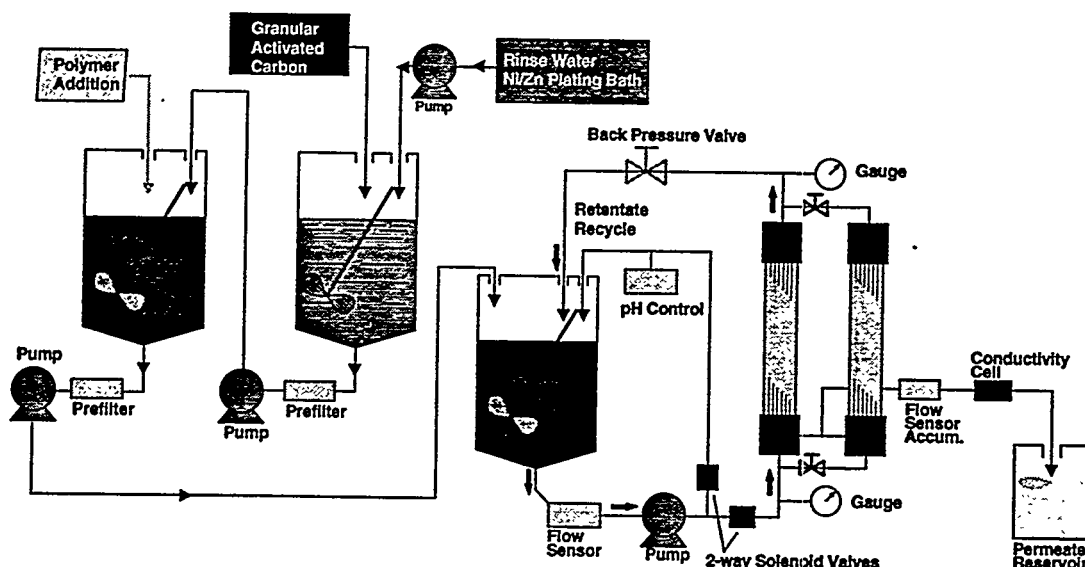 Polymer
Addition
Granular
Activated
Carbon
Rinse Water
Ni/Zn Plating Bath
Pump
Back Pressure Valve
Gauge
Retentate
Recycle
pH Control
Pump
Prefilter
Pump
Prefilter
Conductivity
Cell
Flow
Sensor
Accum.
Gauge
Flow
Sensor
Pump
2-way Solenoid Valves
Permeate
Reservoir